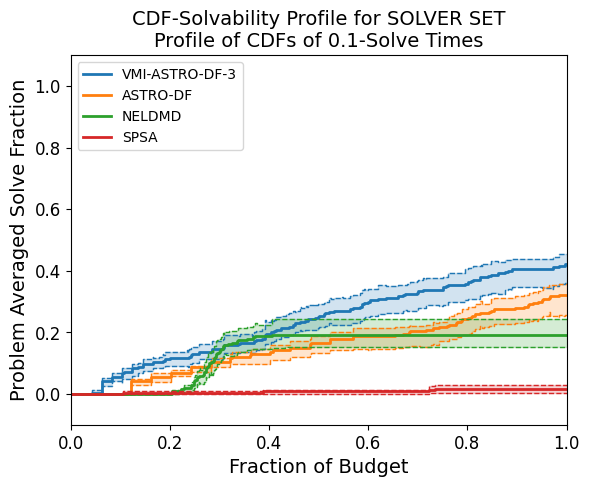 CDF-Solvability Profile for SOLVER SET
Profile of CDFs of 0.1-Solve Times
VMI-ASTRO-DF-3
ASTRO-DF
NELDMD
SPSA
Problem Averaged Solve Fraction
1.0
0.8
0.6
0.4
0.2
0.0
0.0 0.2 0.4 0.6 0.8 1.0
Fraction of Budget